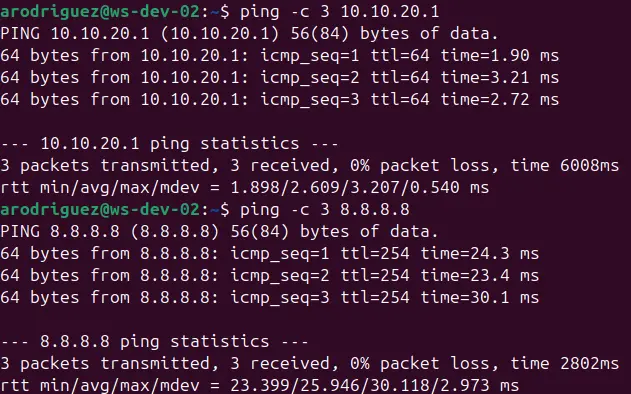 arodriguez@ws-dev-02:~$ ping -c 3 10.10.20.1
PING 10.10.20.1 (10.10.20.1) 56(84) bytes of data.
64 bytes from 10.10.20.1: icmp_seq=1 ttl=64 time=1.90 ms
64 bytes from 10.10.20.1: icmp_seq=2 ttl=64 time=3.21 ms
64 bytes from 10.10.20.1: icmp_seq=3 ttl=64 time=2.72 ms

--- 10.10.20.1 ping statistics ---
3 packets transmitted, 3 received, 0% packet loss, time 6008ms
rtt min/avg/max/mdev = 1.898/2.609/3.207/0.540 ms
arodriguez@ws-dev-02:~$ ping -c 3 8.8.8.8
PING 8.8.8.8 (8.8.8.8) 56(84) bytes of data.
64 bytes from 8.8.8.8: icmp_seq=1 ttl=254 time=24.3 ms
64 bytes from 8.8.8.8: icmp_seq=2 ttl=254 time=23.4 ms
64 bytes from 8.8.8.8: icmp_seq=3 ttl=254 time=30.1 ms

--- 8.8.8.8 ping statistics ---
3 packets transmitted, 3 received, 0% packet loss, time 2802ms
rtt min/avg/max/mdev = 23.399/25.946/30.118/2.973 ms